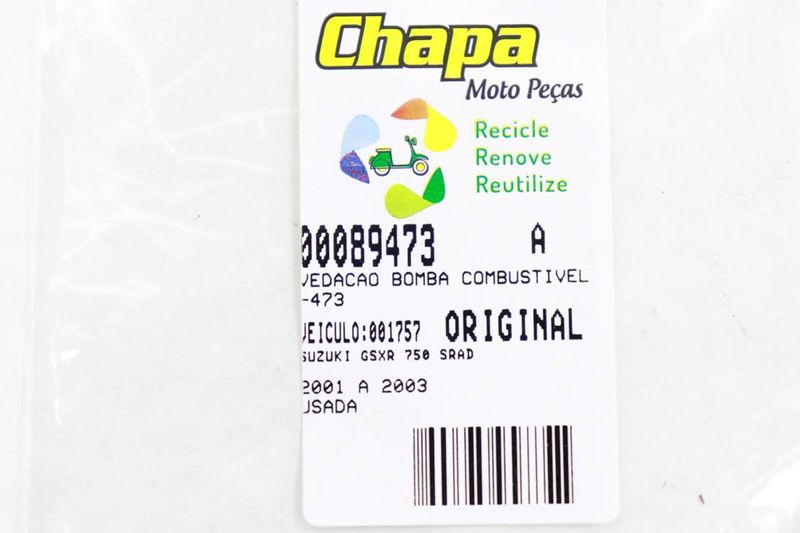 Chapa
Moto Peças
Recicle
Renove
Reutilize
00089473 A
VEDACAO BOMBA COMBUSTIVEL
-473
VEICULO:001757 ORIGINAL
SUZUKI GSXR 750 SRAD
2001 A 2003
USADA